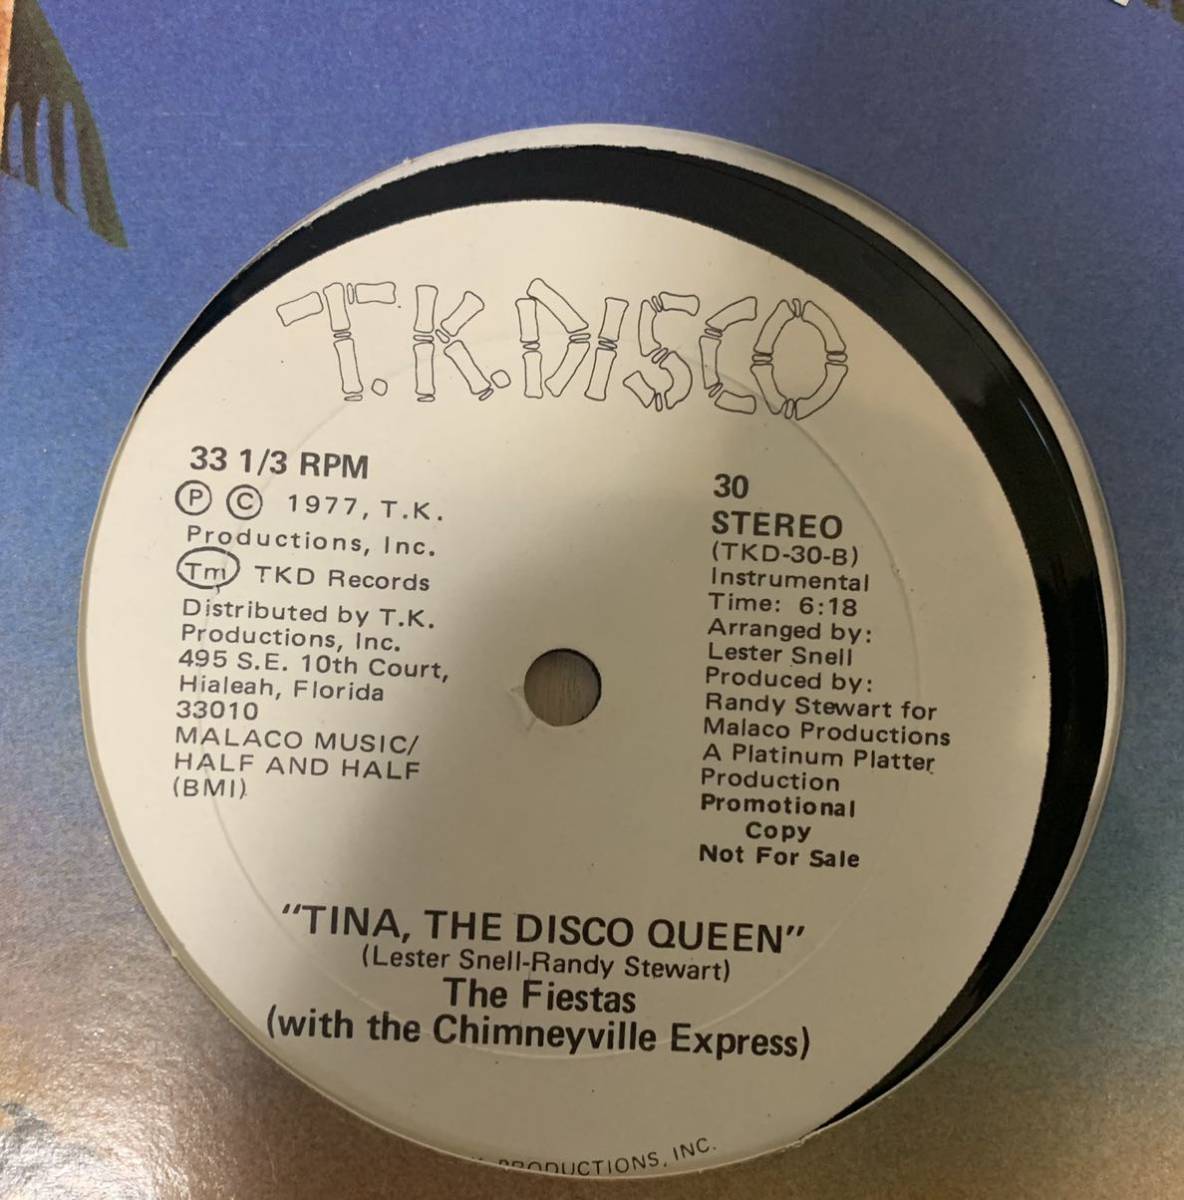 T.K. DISCO
33 1/3 RPM
Ⓟ Ⓒ 1977, T.K.
Productions, Inc.
Tm TKD Records
Distributed by T.K.
Productions, Inc.
495 S.E. 10th Court,
Hialeah, Florida
33010
MALACO MUSIC/
HALF AND HALF
(BMI)
30
STEREO
(TKD-30-B)
Instrumental
Time: 6:18
Arranged by:
Lester Snell
Produced by:
Randy Stewart for
Malaco Productions
A Platinum Platter
Production
Promotional
Copy
Not For Sale
"TINA, THE DISCO QUEEN"
(Lester Snell-Randy Stewart)
The Fiestas
(with the Chimneyville Express)
PRODUCTIONS, INC.